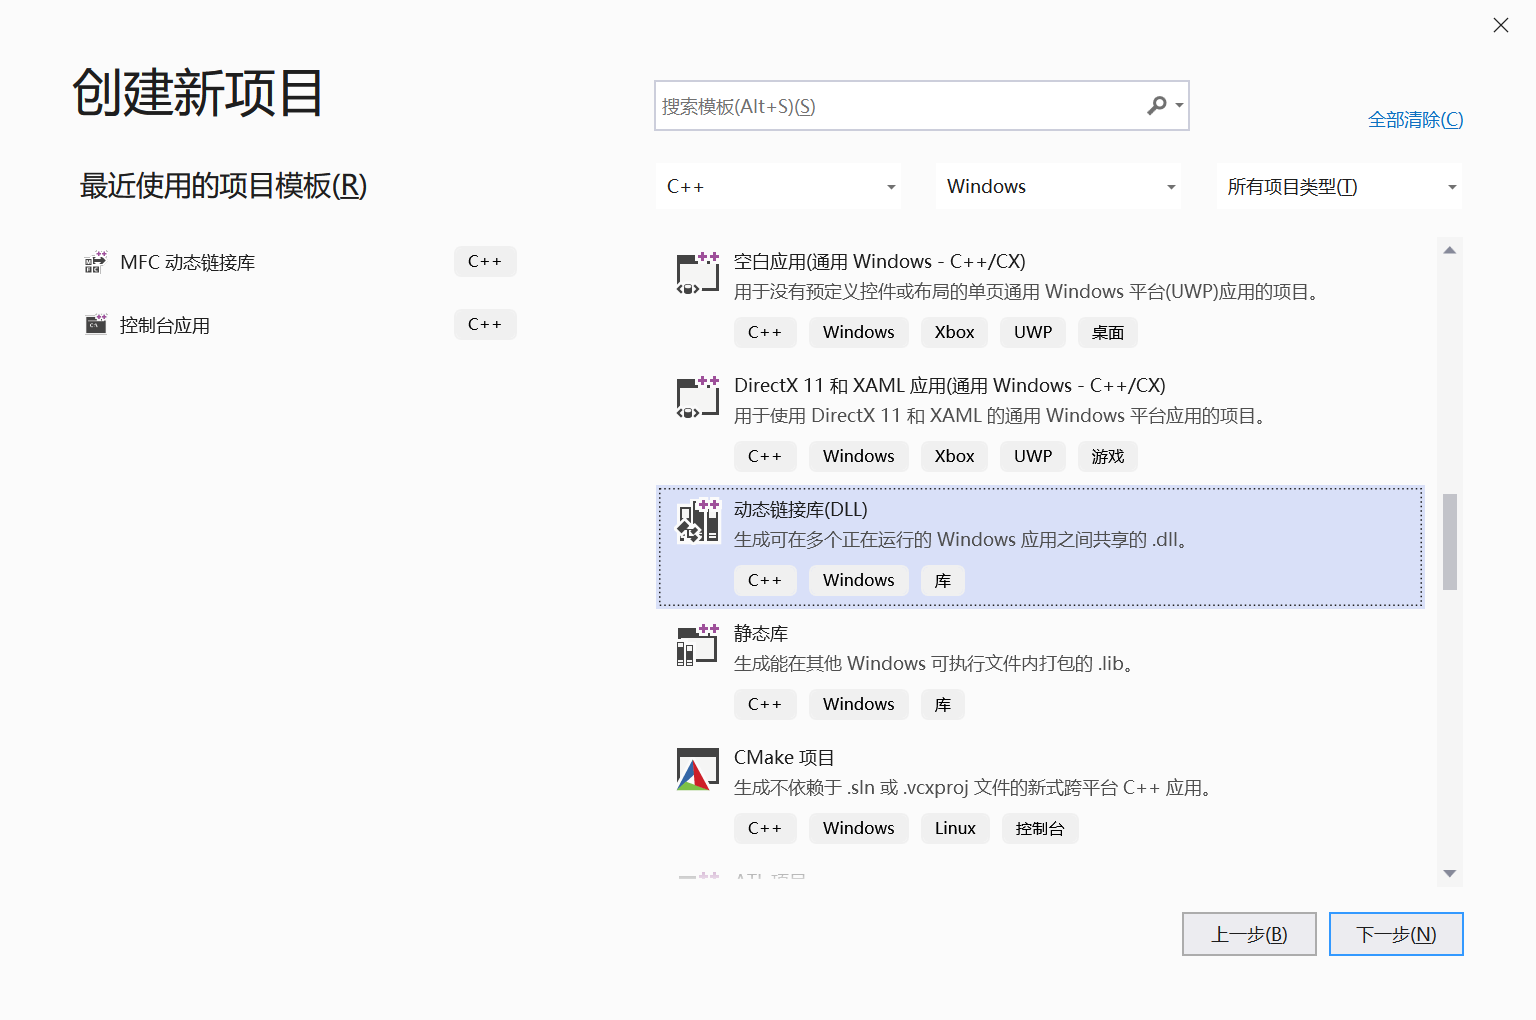 创建新项目
搜索模板(Alt+S)(S)
全部清除(C)
最近使用的项目模板(R)
C++
Windows
所有项目类型(T)
MFC 动态链接库
C++
控制台应用
C++
空白应用(通用 Windows - C++/CX)
用于没有预定义控件或布局的单页通用 Windows 平台(UWP)应用的项目。
C++ Windows Xbox UWP 桌面
DirectX 11 和 XAML 应用(通用 Windows - C++/CX)
用于使用 DirectX 11 和 XAML 的通用 Windows 平台应用的项目。
C++ Windows Xbox UWP 游戏
动态链接库(DLL)
生成可在多个正在运行的 Windows 应用之间共享的 .dll。
C++ Windows 库
静态库
生成能在其他 Windows 可执行文件内打包的 .lib。
C++ Windows 库
CMake 项目
生成不依赖于 .sln 或 .vcxproj 文件的新式跨平台 C++ 应用。
C++ Windows Linux 控制台
ATL 项目
上一步(B)
下一步(N)